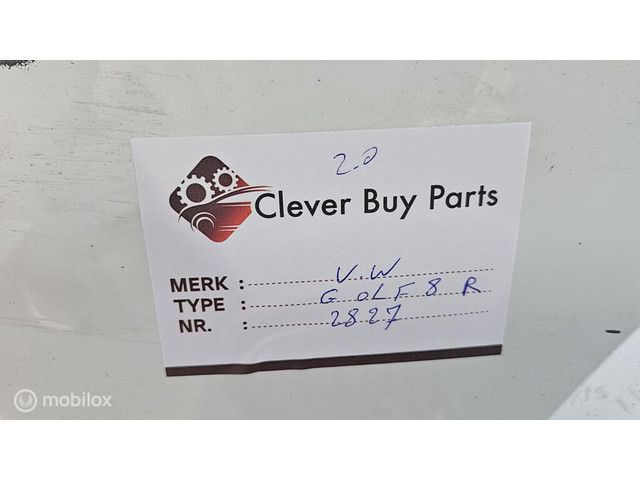 2.0
Clever Buy Parts
MERK : V.W
TYPE : GOLF 8 R
NR. : 2827
mobilox